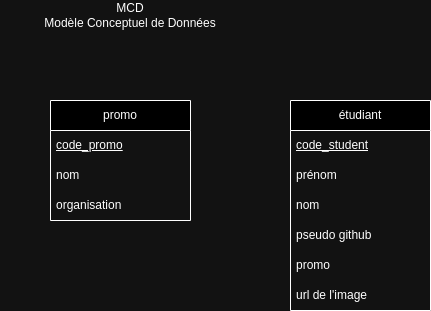 MCD
Modèle Conceptuel de Données
promo
code_promo
nom
organisation
étudiant
code_student
prénom
nom
pseudo github
promo
url de l'image